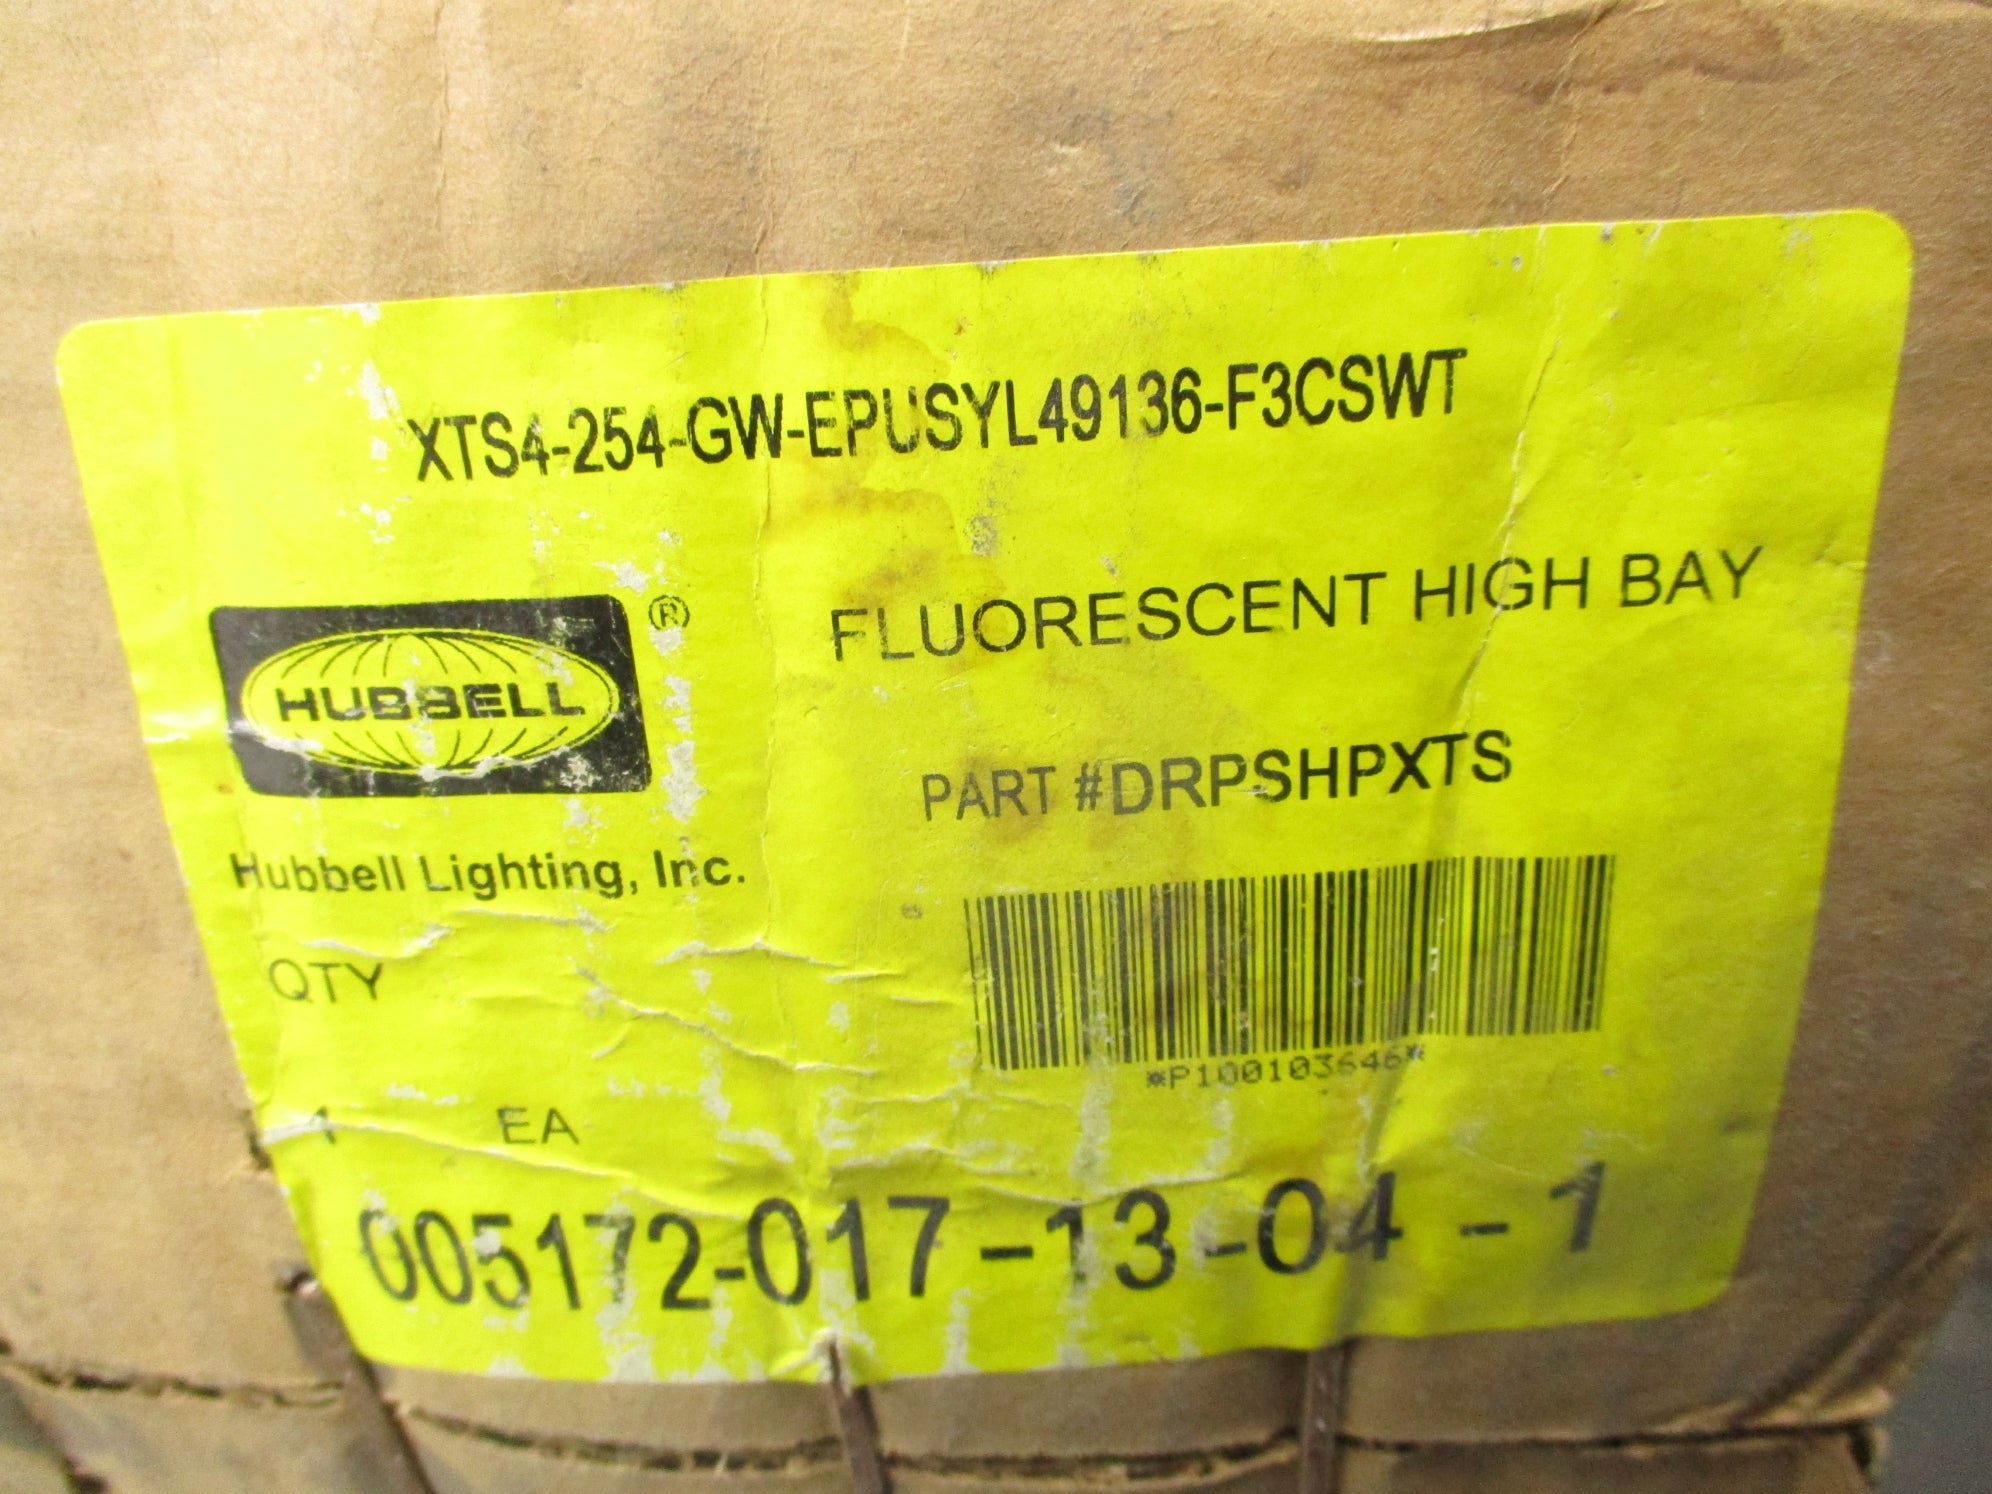 XTS4-254-GW-EPUSYL49136-F3CSWT
HUBBELL ®
FLUORESCENT HIGH BAY
PART #DRPSHPXTS
Hubbell Lighting, Inc.
QTY
*P100103646*
1 EA
005172-017-13-04-1